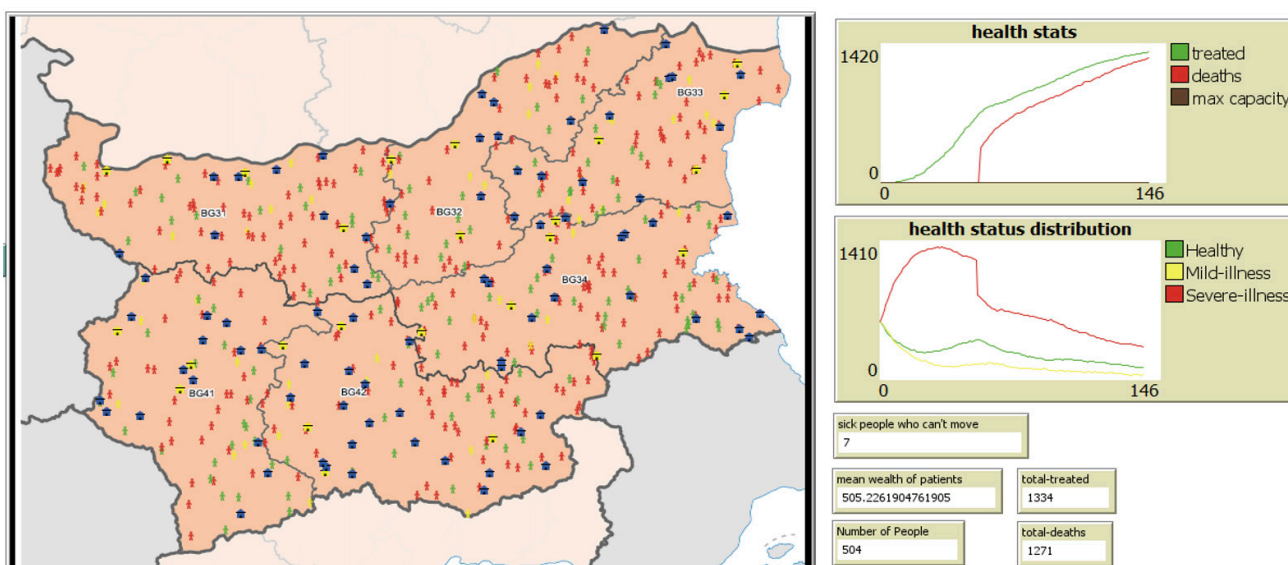 BG33
BG31
BG32
BG34
BG41
BG42
health stats
1420
0
0
146
treated
deaths
max capacity
health status distribution
1410
0
0
146
Healthy
Mild-illness
Severe-illness
sick people who can't move
7
mean wealth of patients
505.2261904761905
total-treated
1334
Number of People
504
total-deaths
1271